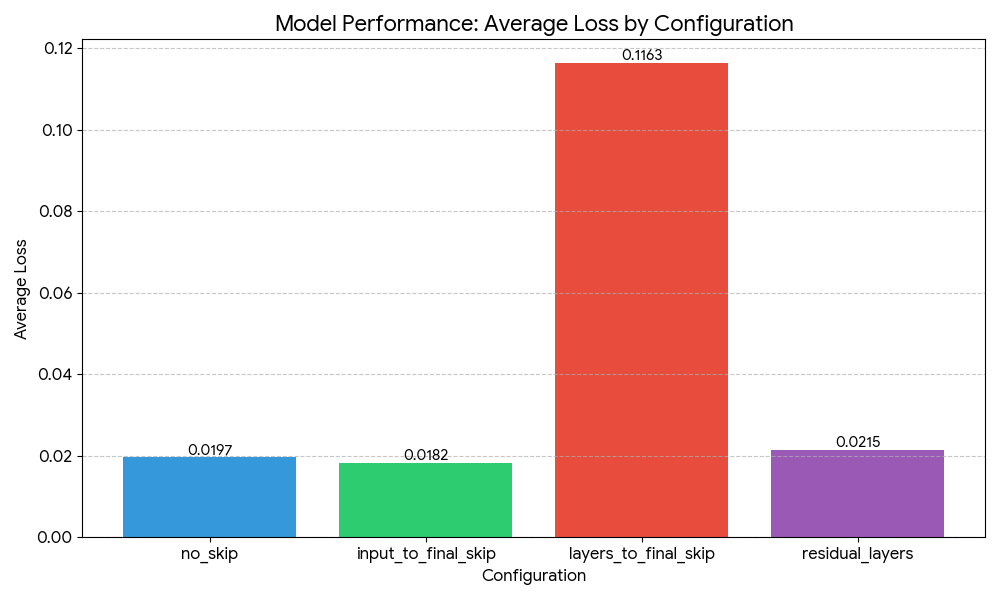 Model Performance: Average Loss by Configuration
Average Loss
0.12
0.10
0.08
0.06
0.04
0.02
0.00
0.0197
0.0182
0.1163
0.0215
no_skip
input_to_final_skip
layers_to_final_skip
residual_layers
Configuration